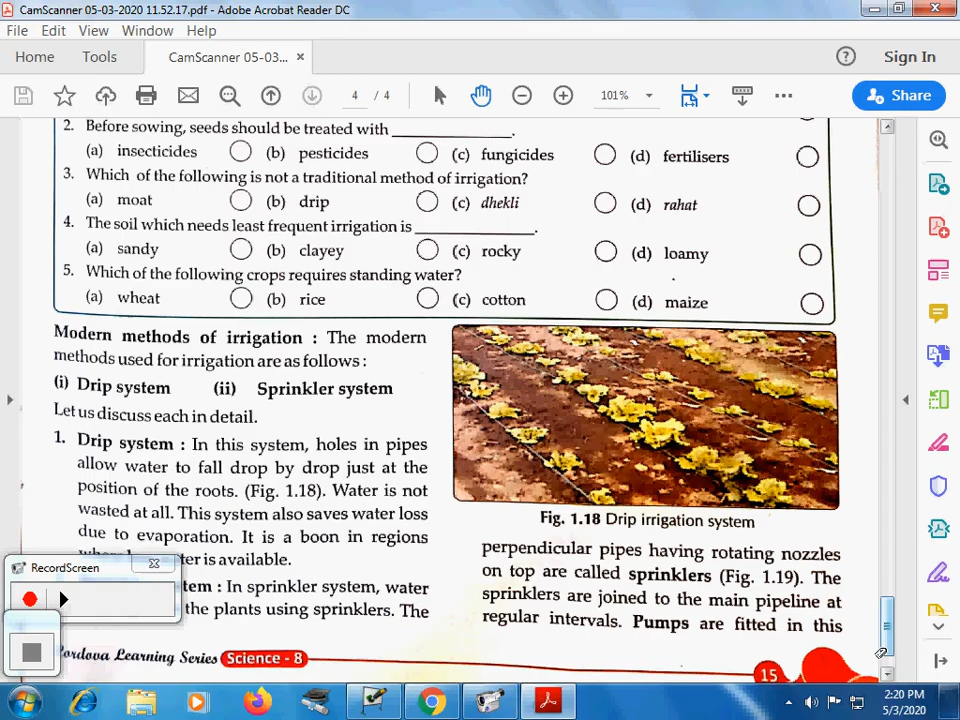 CamScanner 05-03-2020 11.52.17.pdf - Adobe Acrobat Reader DC
File Edit View Window Help
Home Tools CamScanner 05-03... × ? Sign In
4 / 4 101% Share
2. Before sowing, seeds should be treated with ____________.
(a) insecticides (b) pesticides (c) fungicides (d) fertilisers
3. Which of the following is not a traditional method of irrigation?
(a) moat (b) drip (c) dhekli (d) rahat
4. The soil which needs least frequent irrigation is ____________.
(a) sandy (b) clayey (c) rocky (d) loamy
5. Which of the following crops requires standing water?
(a) wheat (b) rice (c) cotton (d) maize
Modern methods of irrigation : The modern
methods used for irrigation are as follows :
(i) Drip system (ii) Sprinkler system
Let us discuss each in detail.
1. Drip system : In this system, holes in pipes
allow water to fall drop by drop just at the
position of the roots. (Fig. 1.18). Water is not
wasted at all. This system also saves water loss
due to evaporation. It is a boon in regions
is available.
: In sprinkler system, water
the plants using sprinklers. The
Fig. 1.18 Drip irrigation system
perpendicular pipes having rotating nozzles
on top are called sprinklers (Fig. 1.19). The
sprinklers are joined to the main pipeline at
regular intervals. Pumps are fitted in this
RecordScreen
Learning Series Science - 8
15
2:20 PM
5/3/2020